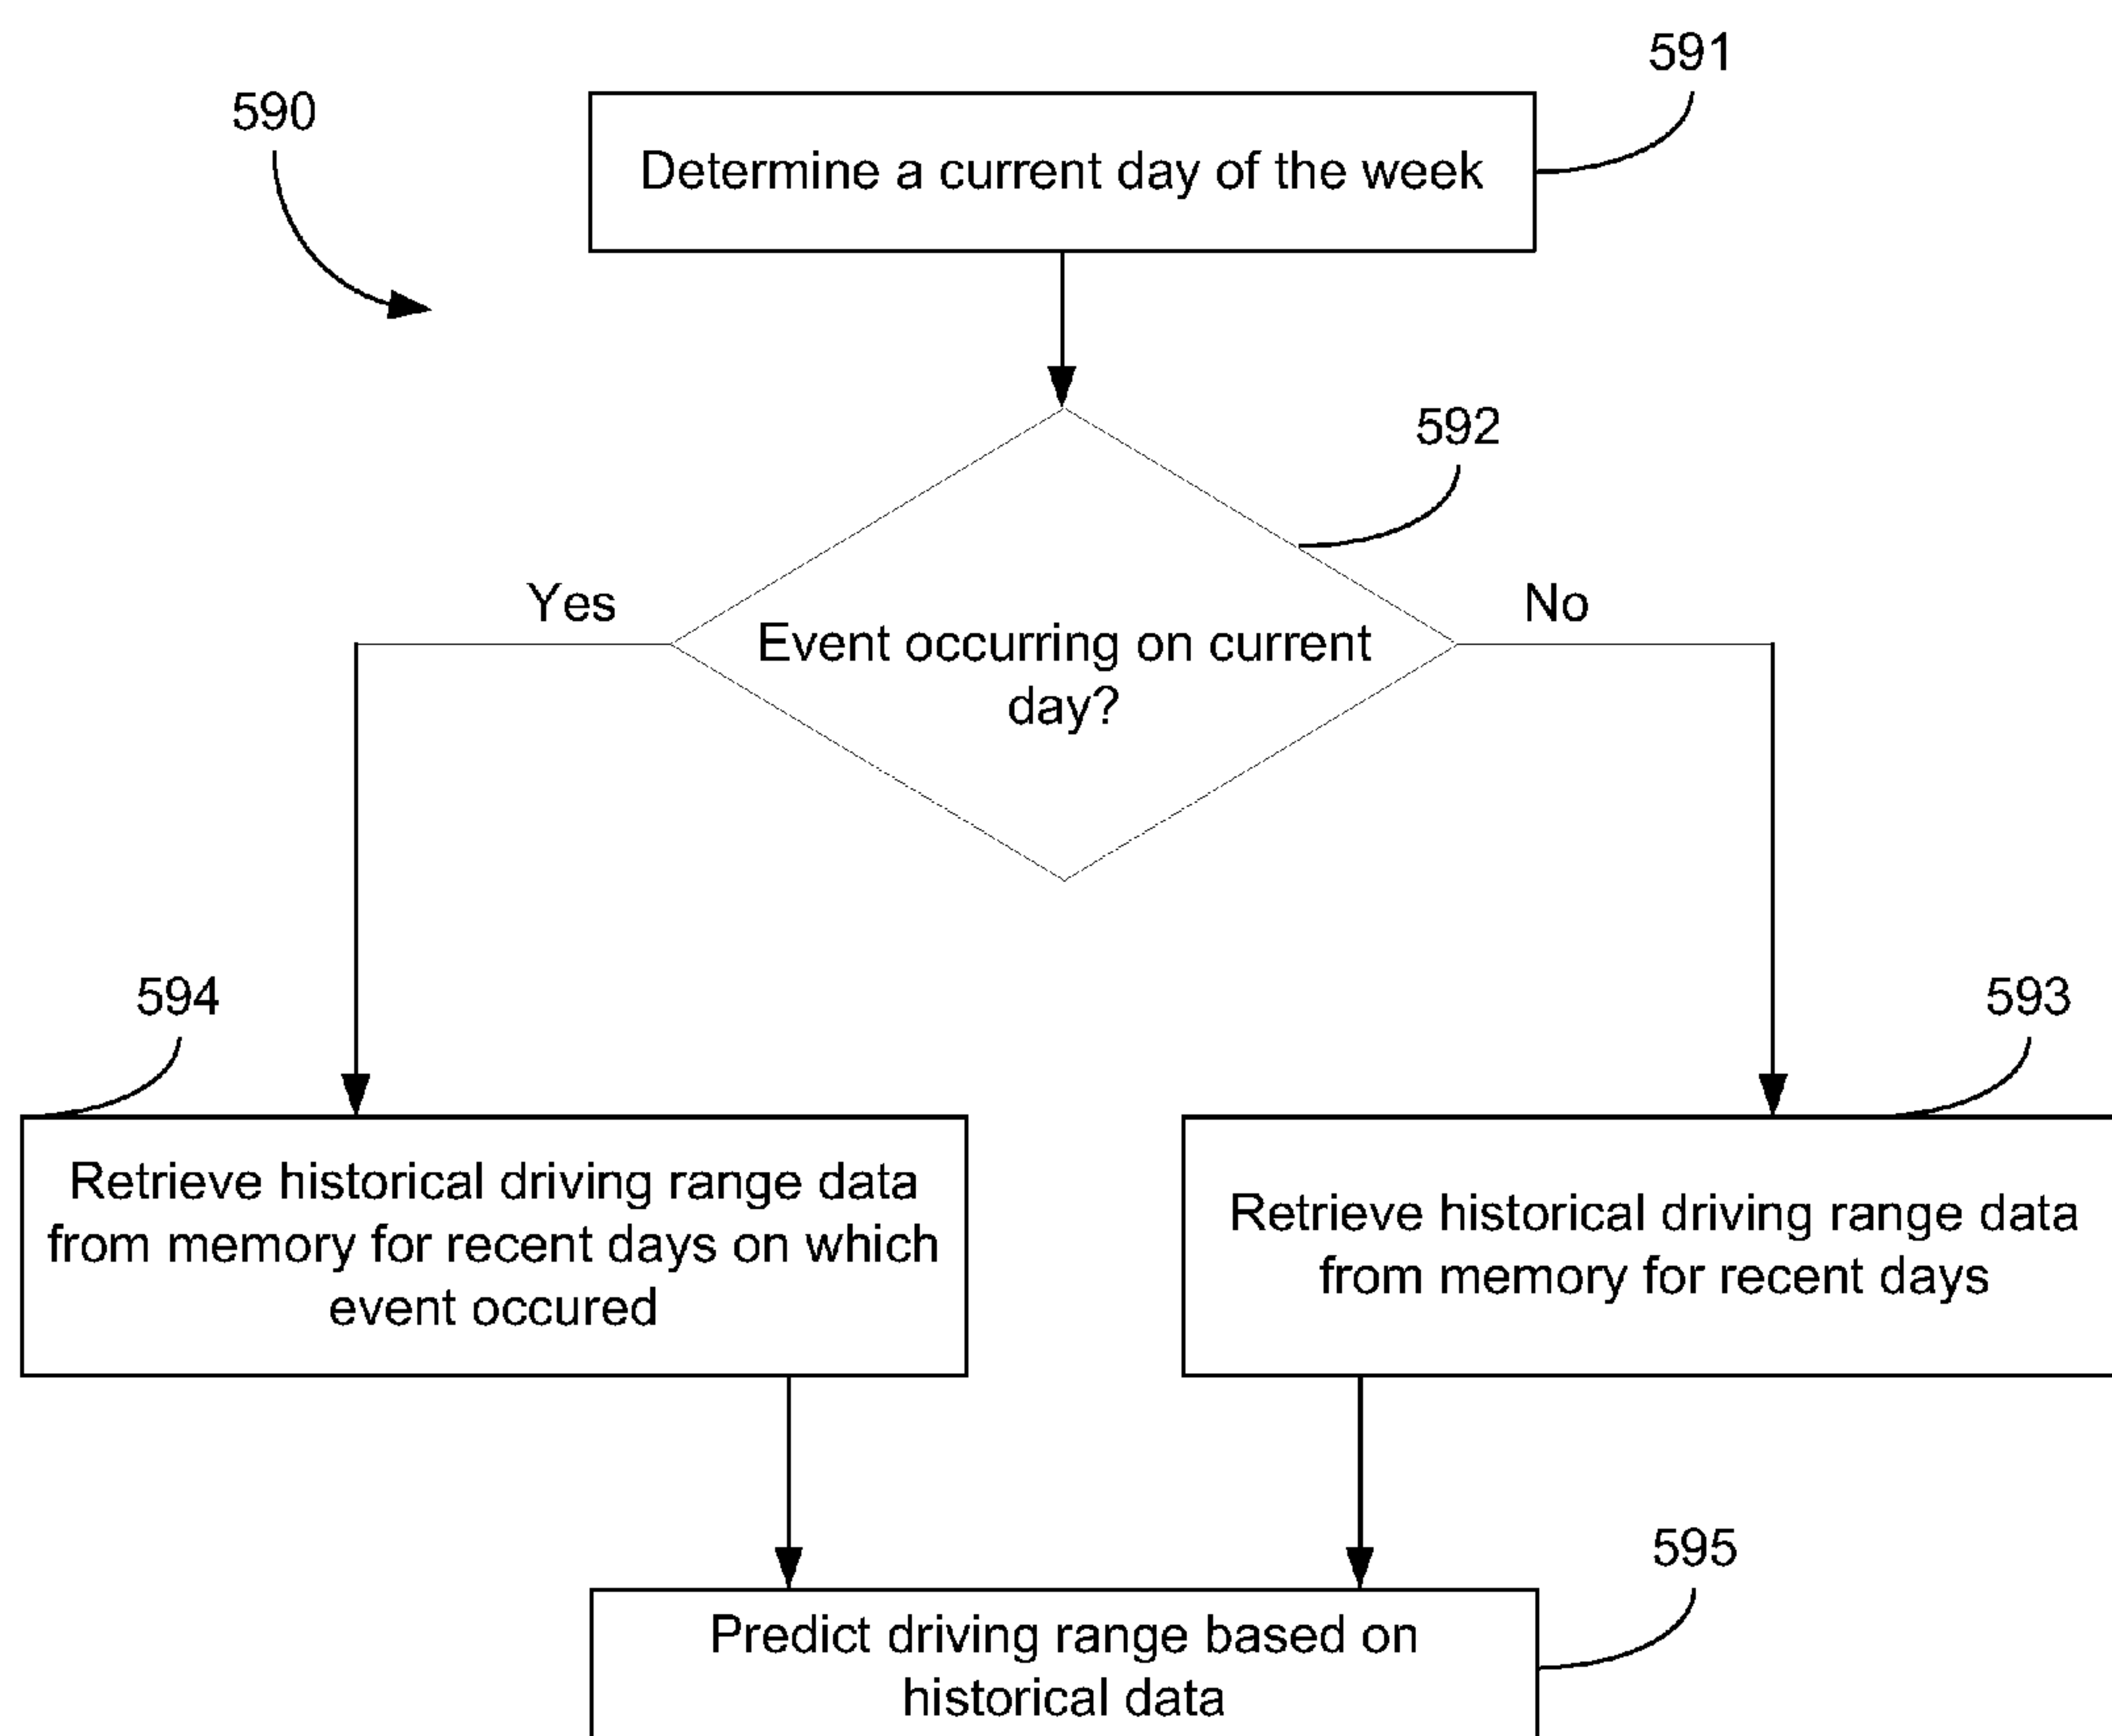 591
590
Determine a current day of the week
592
Yes
No
Event occurring on current
day?
594
593
Retrieve historical driving range data
from memory for recent days on which
event occured
Retrieve historical driving range data
from memory for recent days
595
Predict driving range based on
historical data